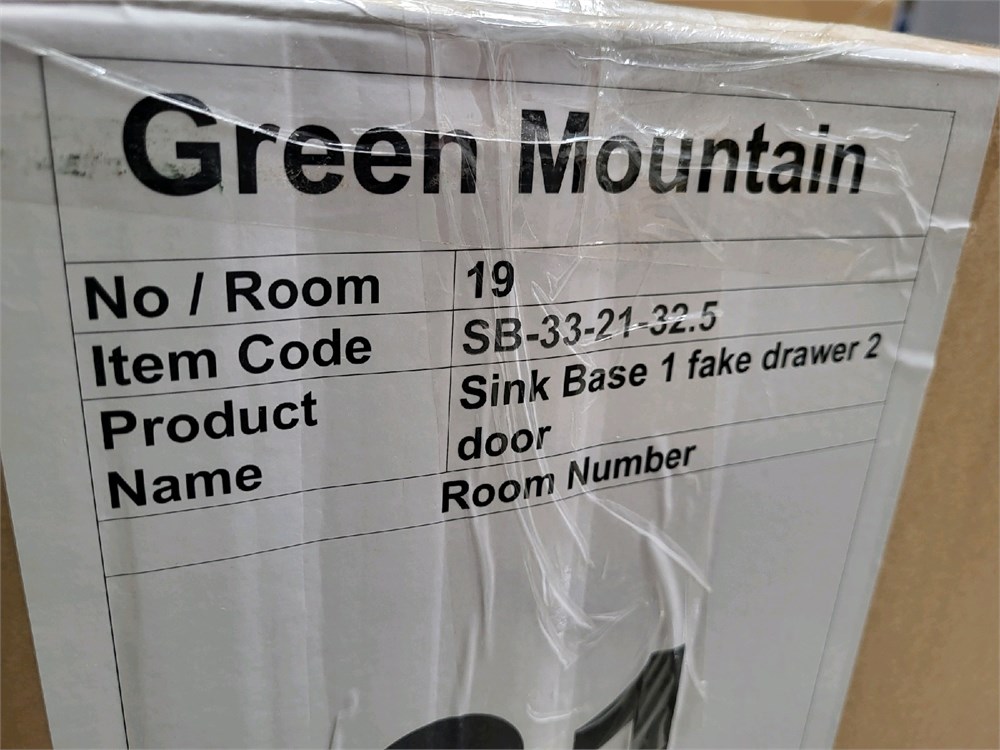 Green Mountain
No / Room 19
Item Code SB-33-21-32.5
Product Sink Base 1 fake drawer 2
Name door
Room Number